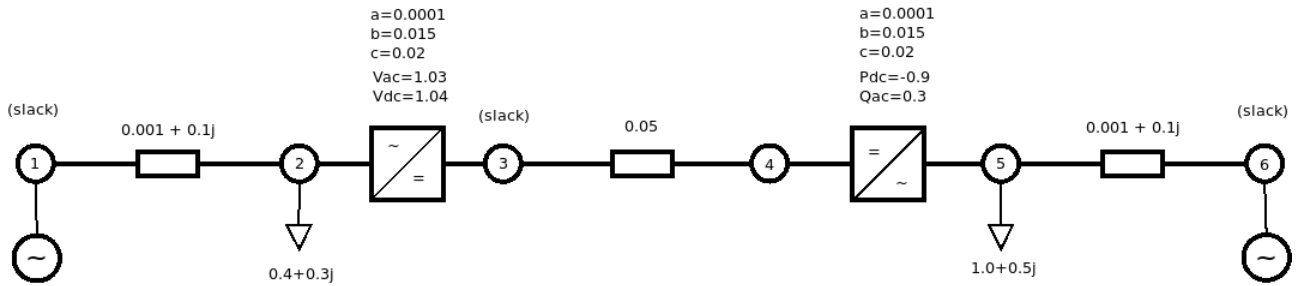 a=0.0001
b=0.015
c=0.02
Vac=1.03
Vdc=1.04
a=0.0001
b=0.015
c=0.02
Pdc=-0.9
Qac=0.3
(slack)
0.001 + 0.1j
(slack)
0.05
0.001 + 0.1j
(slack)
1
2
~
=
3
4
=
~
5
6
~
0.4+0.3j
1.0+0.5j
~